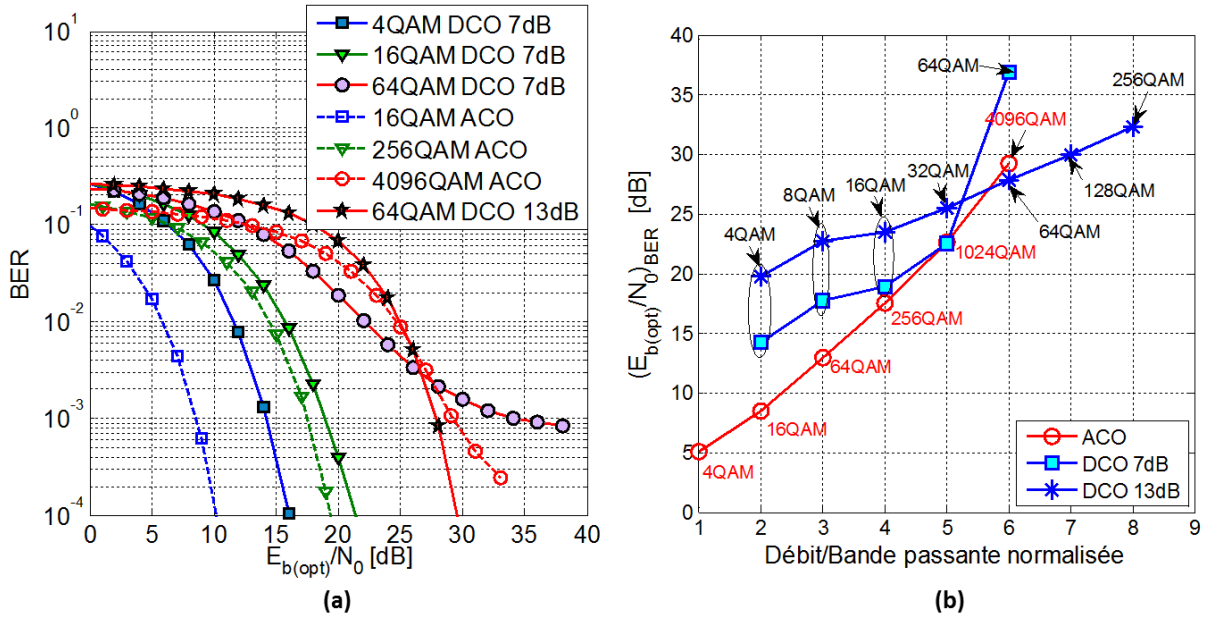 10^1
10^0
10^-1
10^-2
10^-3
10^-4
BER
0 5 10 15 20 25 30 35
E_b(opt)/N_0 [dB]
4QAM DCO 7dB
16QAM DCO 7dB
64QAM DCO 7dB
16QAM ACO
256QAM ACO
4096QAM ACO
64QAM DCO 13dB
(a)
40
35
30
25
20
15
10
5
0
(E_b(opt)/N_0)_BER [dB]
1 2 3 4 5 6 7 8 9
Débit/Bande passante normalisée
64QAM
256QAM
4096QAM
32QAM
16QAM
8QAM
4QAM
128QAM
64QAM
1024QAM
256QAM
64QAM
16QAM
4QAM
ACO
DCO 7dB
DCO 13dB
(b)